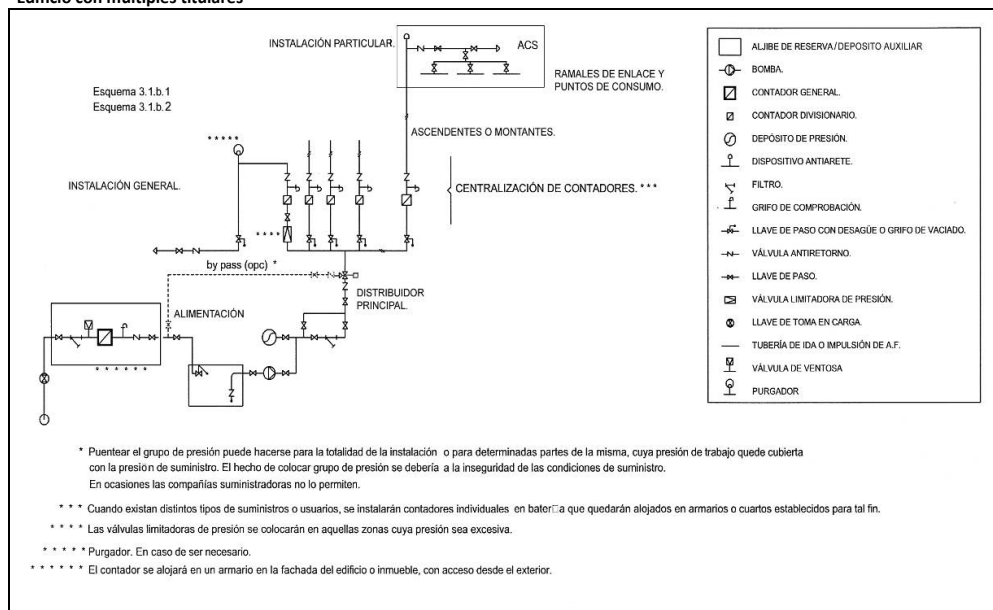 Edificio con múltiples titulares
INSTALACIÓN PARTICULAR.
ACS
RAMALES DE ENLACE Y
PUNTOS DE CONSUMO.
Esquema 3.1.b.1
Esquema 3.1.b.2
ASCENDENTES O MONTANTES.
* * * * *
INSTALACIÓN GENERAL.
CENTRALIZACIÓN DE CONTADORES. * * *
* * * *
by pass (opc) *
DISTRIBUIDOR
PRINCIPAL.
ALIMENTACIÓN
* * * * * *
ALJIBE DE RESERVA/DEPOSITO AUXILIAR
BOMBA.
CONTADOR GENERAL.
CONTADOR DIVISIONARIO.
DEPÓSITO DE PRESIÓN.
DISPOSITIVO ANTIARETE.
FILTRO.
GRIFO DE COMPROBACIÓN.
LLAVE DE PASO CON DESAGÜE O GRIFO DE VACIADO.
VÁLVULA ANTIRETORNO.
LLAVE DE PASO.
VÁLVULA LIMITADORA DE PRESIÓN.
LLAVE DE TOMA EN CARGA.
TUBERÍA DE IDA O IMPULSIÓN DE A.F.
VÁLVULA DE VENTOSA
PURGADOR
* Puentear el grupo de presión puede hacerse para la totalidad de la instalación o para determinadas partes de la misma, cuya presión de trabajo quede cubierta
con la presión de suministro. El hecho de colocar grupo de presión se debería a la inseguridad de las condiciones de suministro.
En ocasiones las compañías suministradoras no lo permiten.
* * * Cuando existan distintos tipos de suministros o usuarios, se instalarán contadores individuales en bater□a que quedarán alojados en armarios o cuartos establecidos para tal fin.
* * * * Las válvulas limitadoras de presión se colocarán en aquellas zonas cuya presión sea excesiva.
* * * * * Purgador. En caso de ser necesario.
* * * * * * El contador se alojará en un armario en la fachada del edificio o inmueble, con acceso desde el exterior.